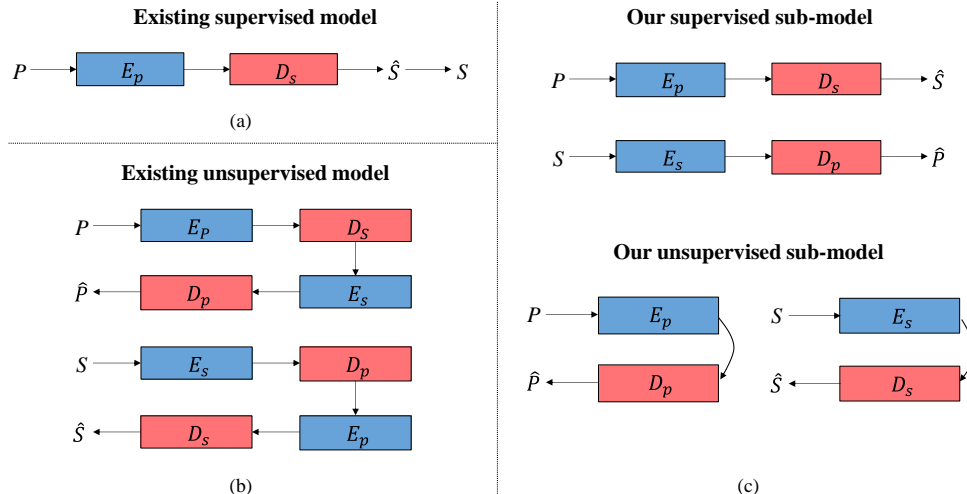 Existing supervised model
P E_p D_s Ŝ S
(a)
Existing unsupervised model
P E_P D_S
P̂ D_p E_s
S E_s D_p
Ŝ D_s E_p
(b)
Our supervised sub-model
P E_p D_s Ŝ
S E_s D_p P̂
Our unsupervised sub-model
P E_p S E_s
P̂ D_p Ŝ D_s
(c)